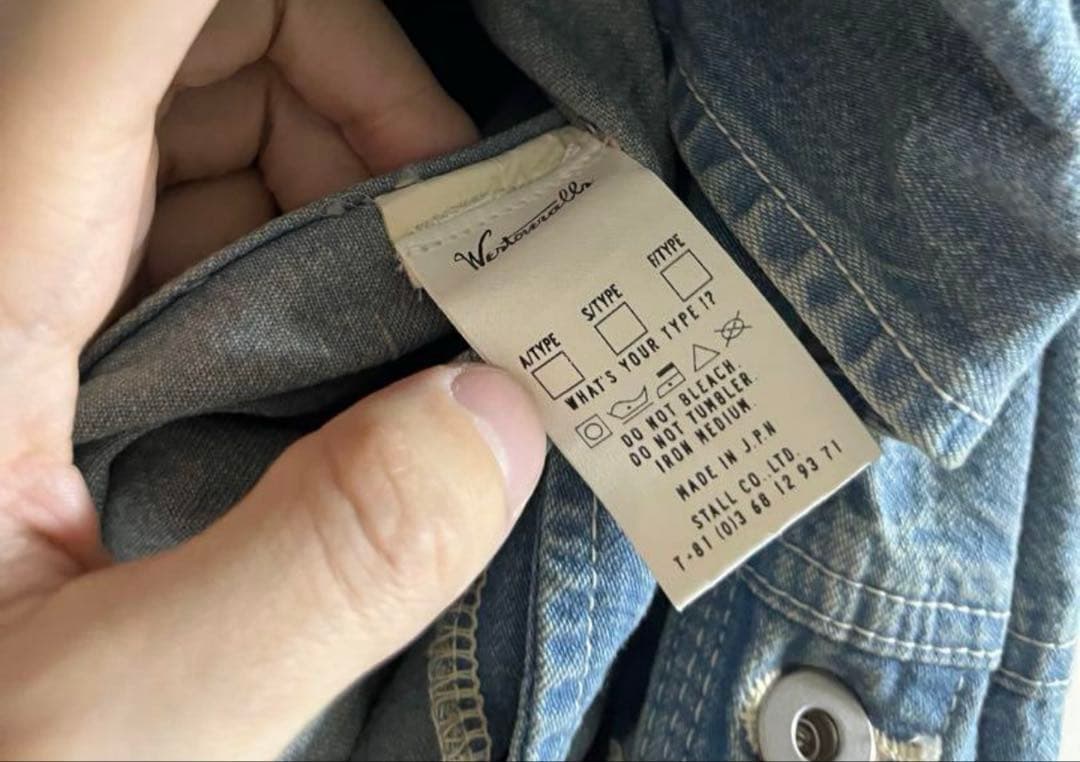 Westoveralls
A/TYPE S/TYPE F/TYPE
WHAT'S YOUR TYPE !?
DO NOT BLEACH.
DO NOT TUMBLER.
IRON MEDIUM.
MADE IN J.P.N
STALL CO.,LTD.
T+81 (0)3 68 12 93 71